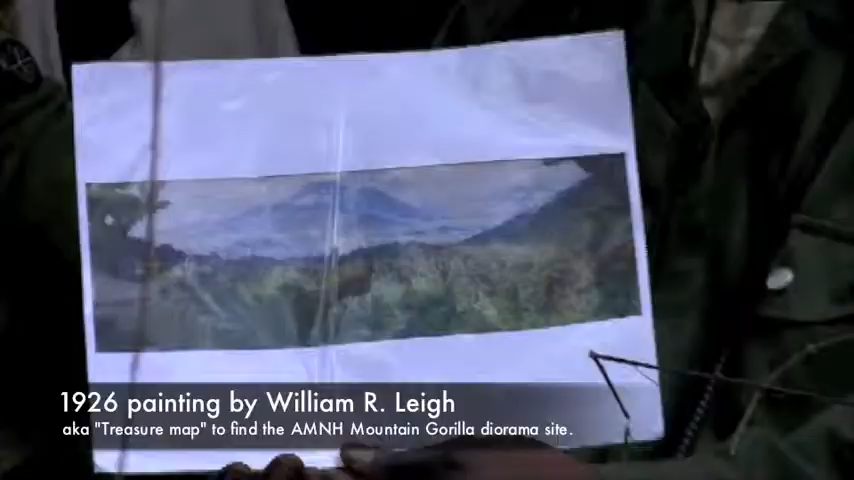 1926 painting by William R. Leigh
aka "Treasure map" to find the AMNH Mountain Gorilla diorama site.